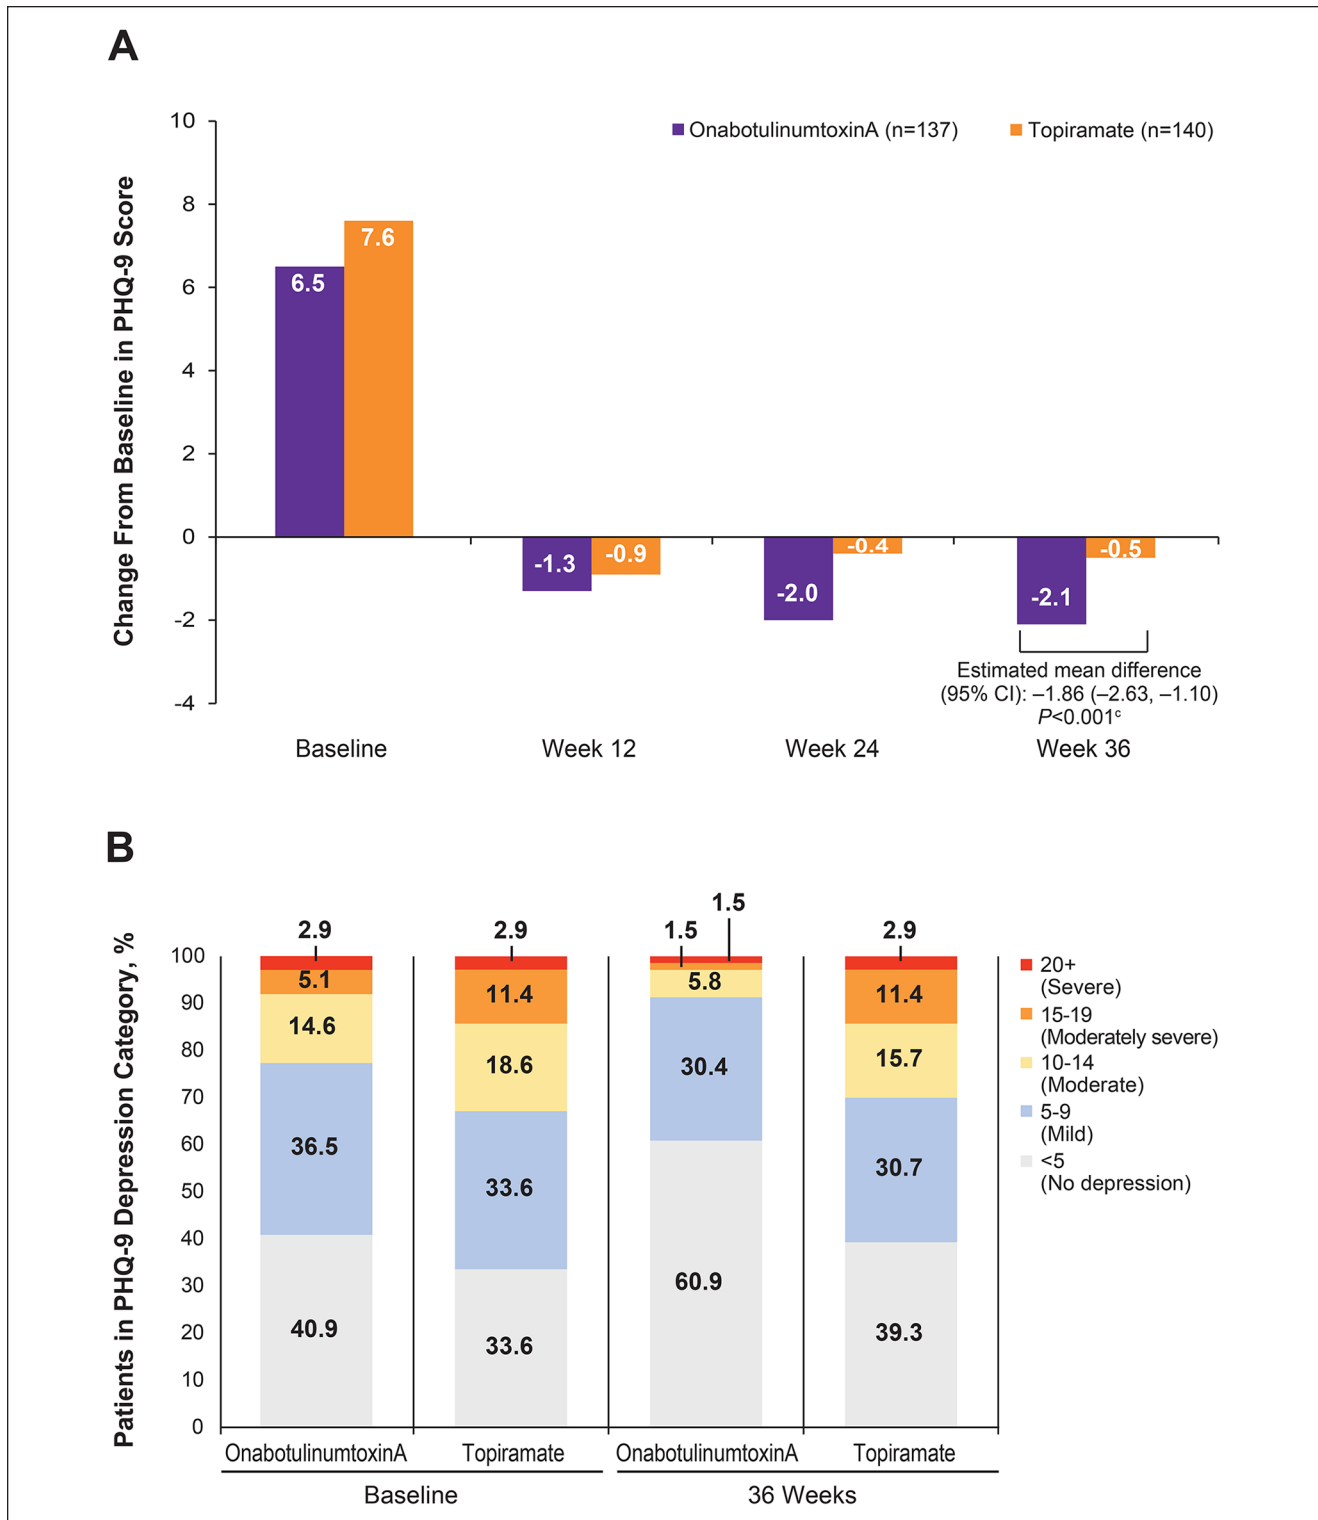 A
Change From Baseline in PHQ-9 Score
OnabotulinumtoxinA (n=137)
Topiramate (n=140)
10
8
6
4
2
0
-2
-4
6.5
7.6
-1.3
-0.9
-2.0
-0.4
-2.1
-0.5
Estimated mean difference
(95% CI): –1.86 (–2.63, –1.10)
P<0.001ᶜ
Baseline
Week 12
Week 24
Week 36
B
Patients in PHQ-9 Depression Category, %
100
90
80
70
60
50
40
30
20
10
0
2.9
5.1
14.6
36.5
40.9
2.9
11.4
18.6
33.6
33.6
1.5
1.5
5.8
30.4
60.9
2.9
11.4
15.7
30.7
39.3
20+
(Severe)
15-19
(Moderately severe)
10-14
(Moderate)
5-9
(Mild)
<5
(No depression)
OnabotulinumtoxinA
Topiramate
OnabotulinumtoxinA
Topiramate
Baseline
36 Weeks